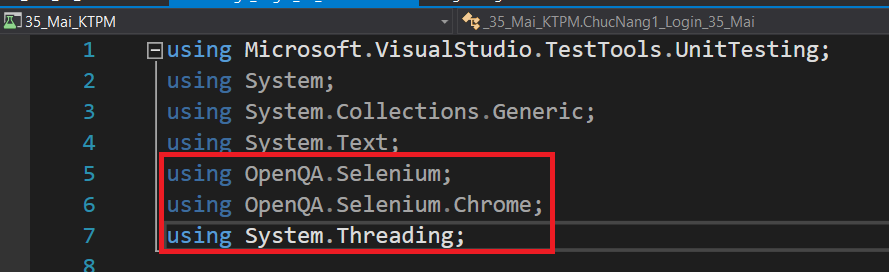 35_Mai_KTPM
_35_Mai_KTPM.ChucNang1_Login_35_Mai
1 using Microsoft.VisualStudio.TestTools.UnitTesting;
2 using System;
3 using System.Collections.Generic;
4 using System.Text;
5 using OpenQA.Selenium;
6 using OpenQA.Selenium.Chrome;
7 using System.Threading;
8